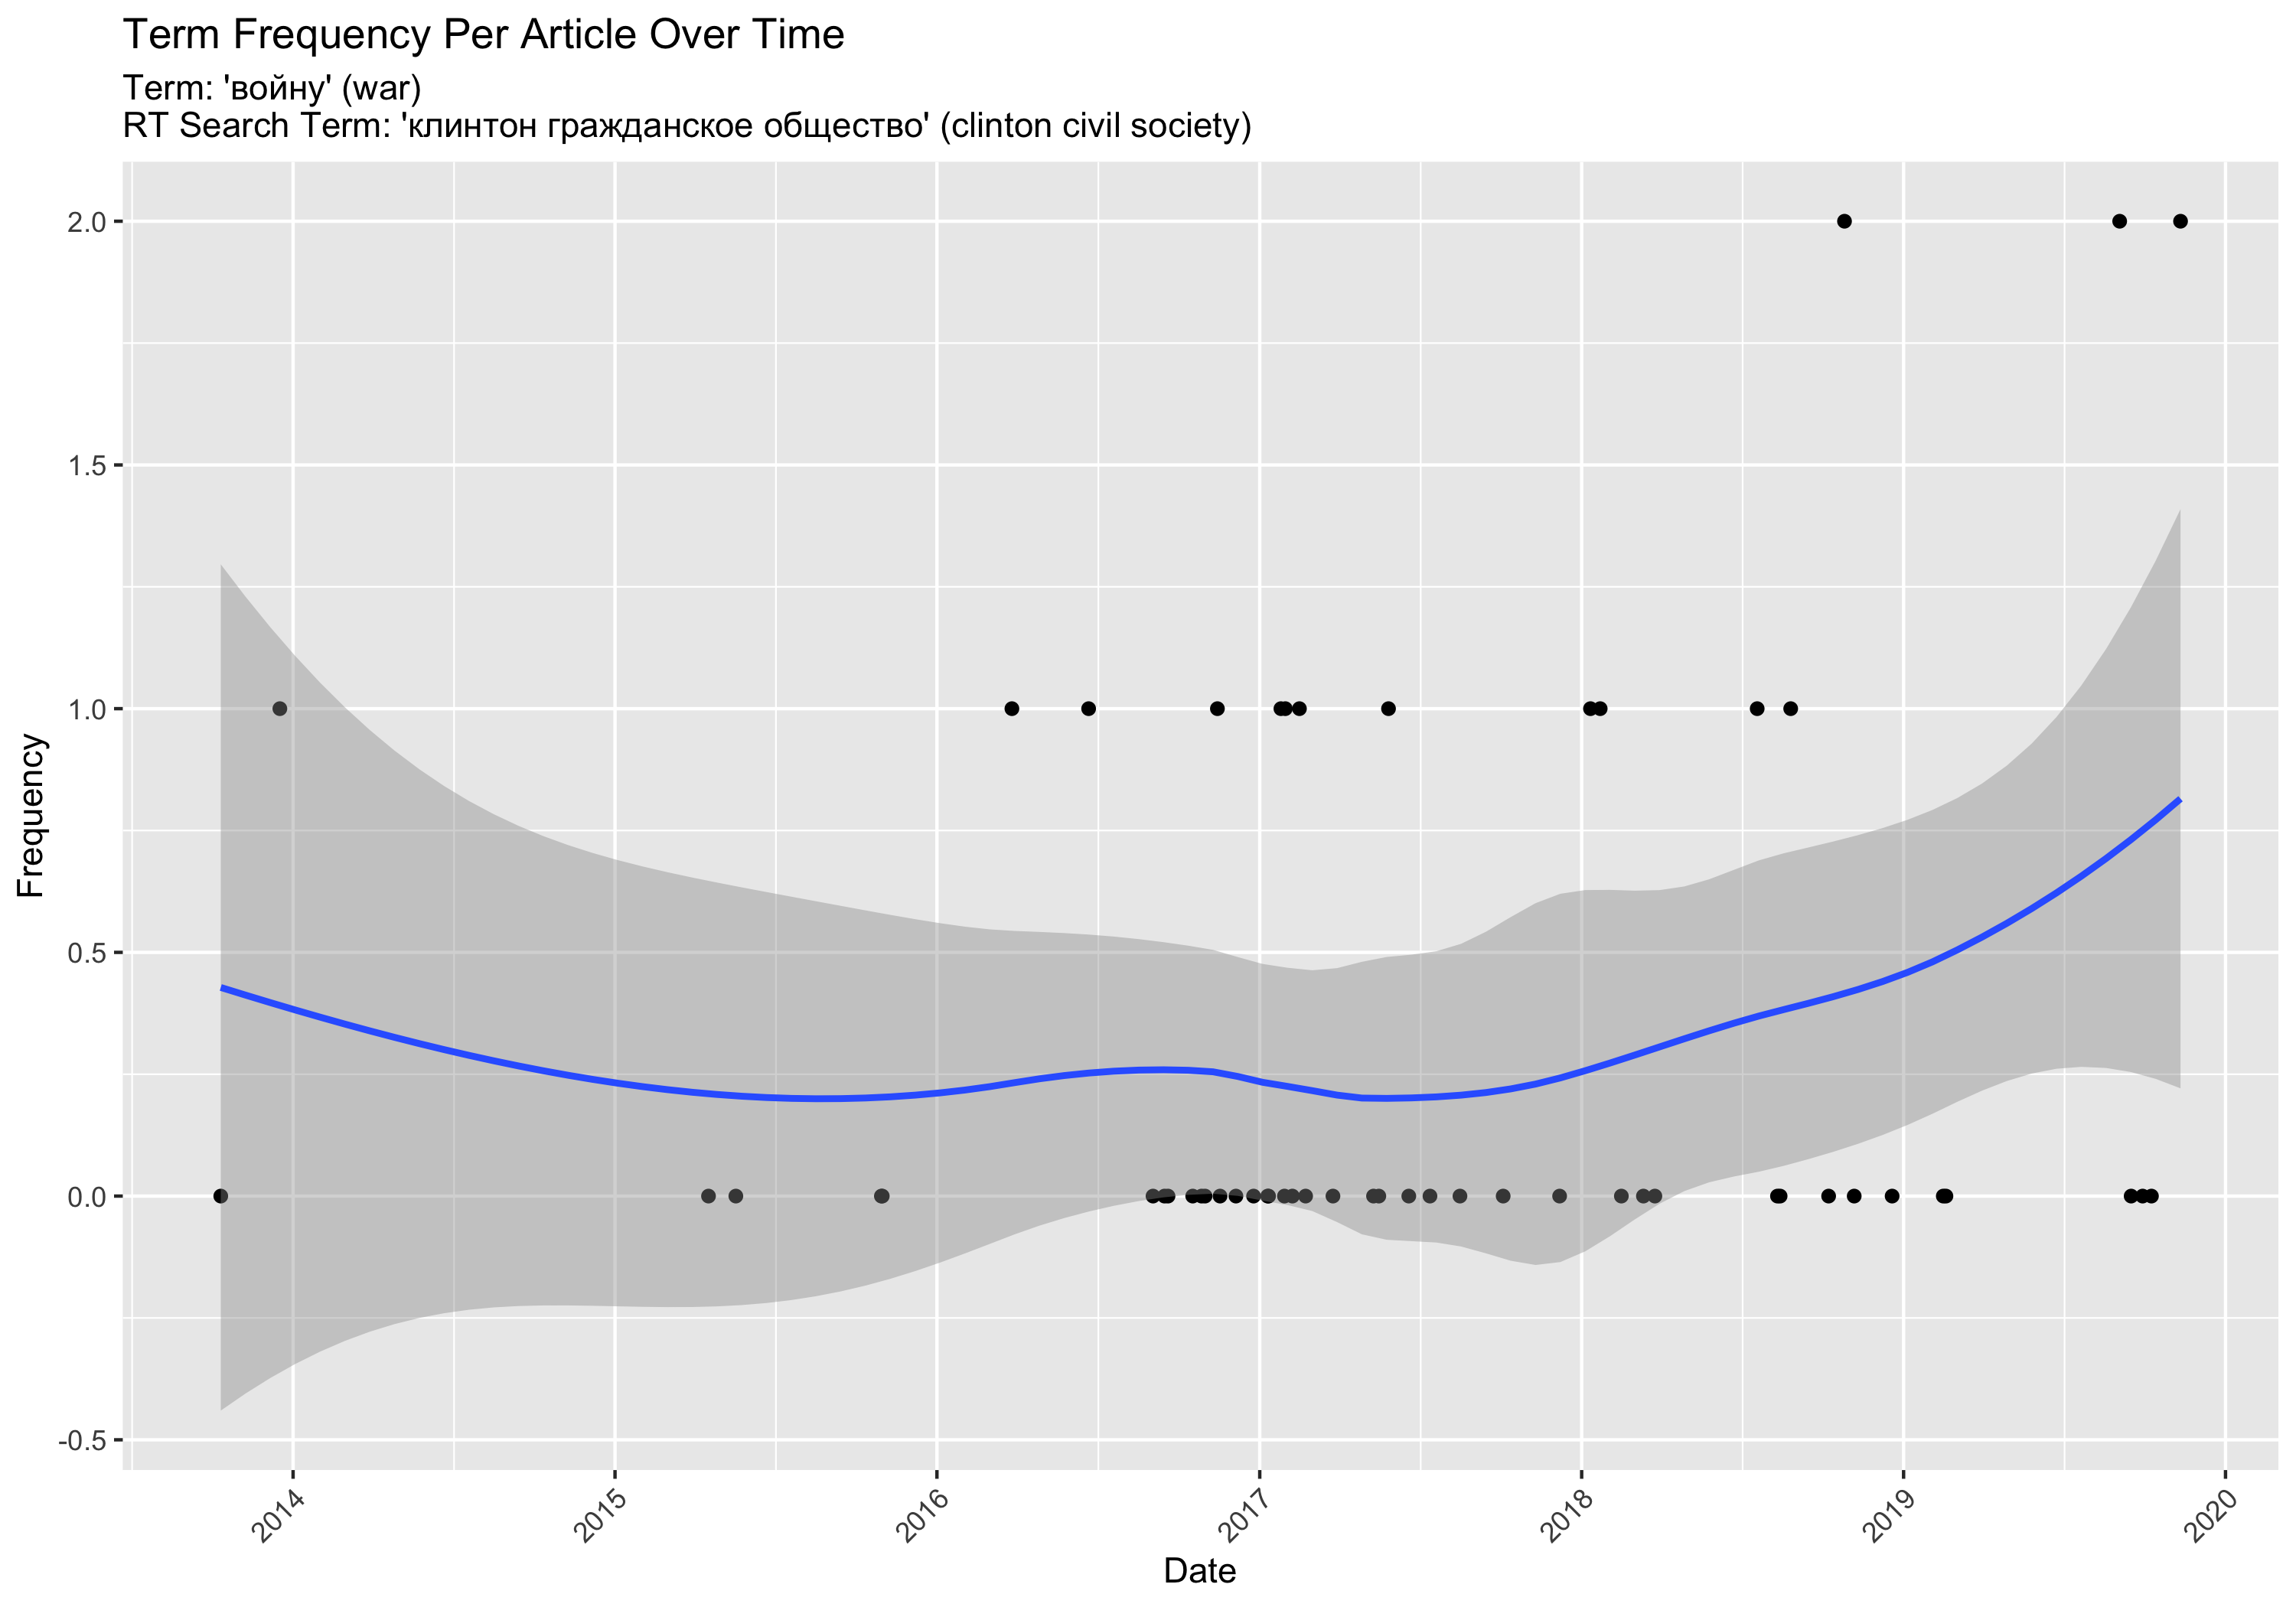 Term Frequency Per Article Over Time
Term: 'войну' (war)
RT Search Term: 'клинтон гражданское общество' (clinton civil society)
Frequency
2.0
1.5
1.0
0.5
0.0
-0.5
2014
2015
2016
2017
2018
2019
2020
Date